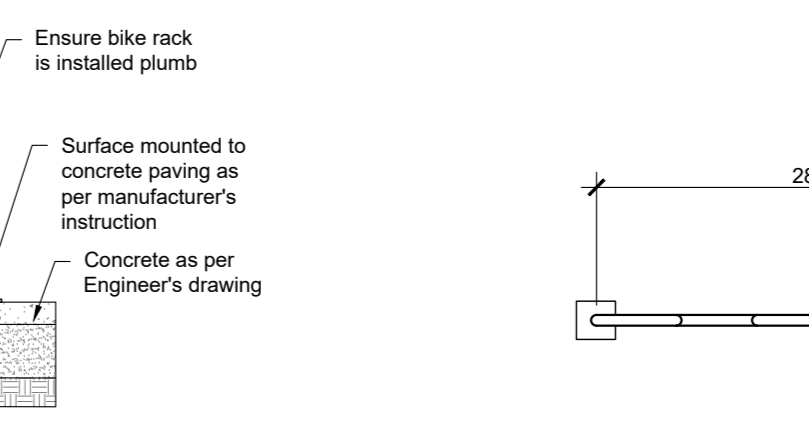 Ensure bike rack
is installed plumb
Surface mounted to
concrete paving as
per manufacturer's
instruction
Concrete as per
Engineer's drawing